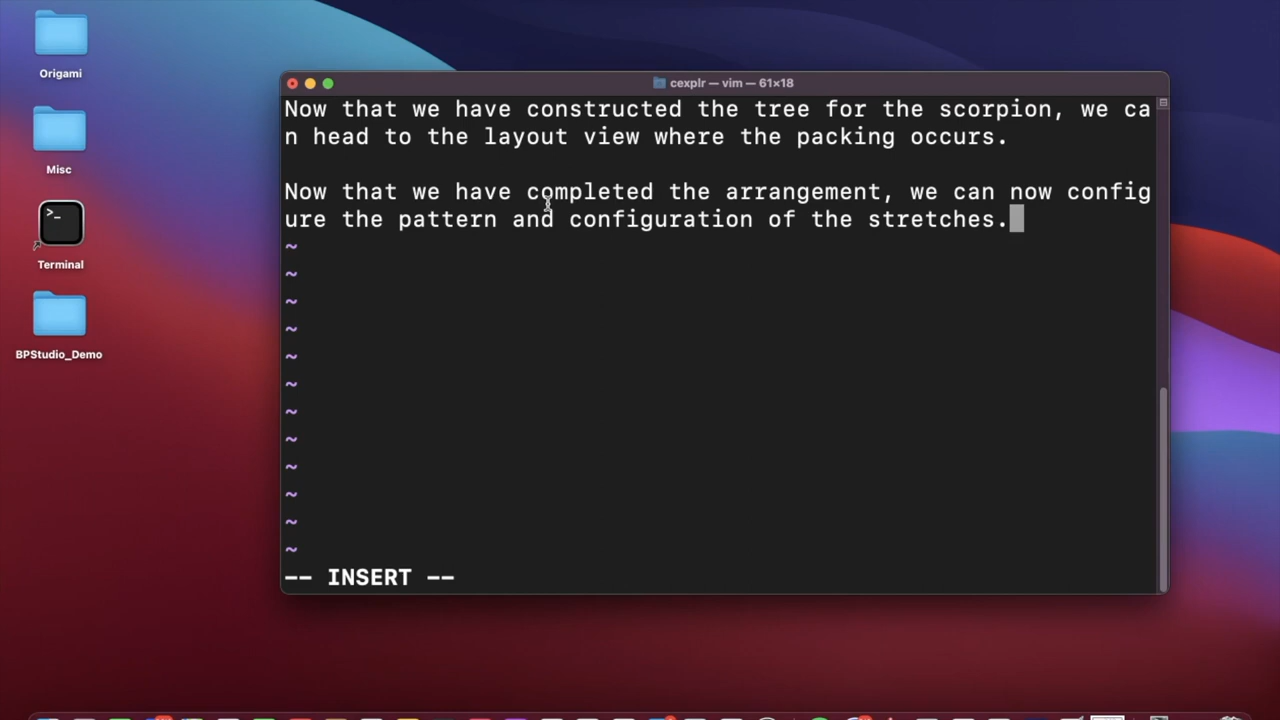 Origami
Misc
Terminal
BPStudio_Demo
cexplr — vim — 61×18
Now that we have constructed the tree for the scorpion, we ca
n head to the layout view where the packing occurs.
Now that we have completed the arrangement, we can now config
ure the pattern and configuration of the stretches.
~
~
~
~
~
~
~
~
~
~
~
~
-- INSERT --